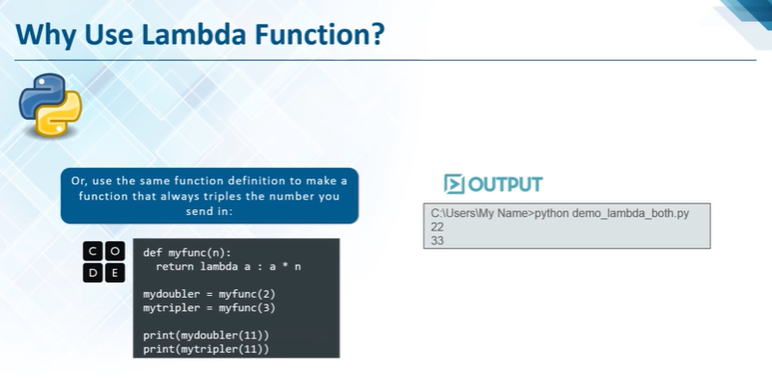 Why Use Lambda Function?
Or, use the same function definition to make a
function that always triples the number you
send in:
C O
D E
def myfunc(n):
  return lambda a : a * n

mydoubler = myfunc(2)
mytripler = myfunc(3)

print(mydoubler(11))
print(mytripler(11))
OUTPUT
C:\Users\My Name>python demo_lambda_both.py
22
33